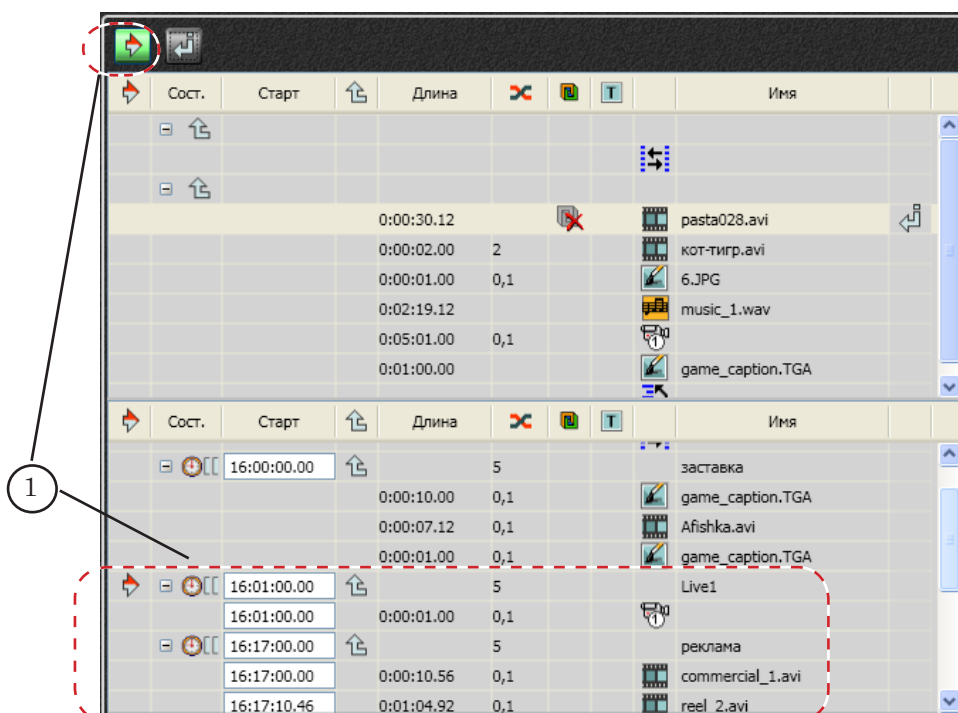 Сост. Старт Длина T Имя
0:00:30.12 pasta028.avi
0:00:02.00 2 кот-тигр.avi
0:00:01.00 0,1 6.JPG
0:02:19.12 music_1.wav
0:05:01.00 0,1 1
0:01:00.00 game_caption.TGA
Сост. Старт Длина T Имя
16:00:00.00 5 заставка
0:00:10.00 0,1 game_caption.TGA
0:00:07.12 0,1 Afishka.avi
0:00:01.00 0,1 game_caption.TGA
1
16:01:00.00 5 Live1
16:01:00.00 0:00:01.00 0,1 1
16:17:00.00 5 реклама
16:17:00.00 0:00:10.56 0,1 commercial_1.avi
16:17:10.46 0:01:04.92 0,1 reel_2.avi